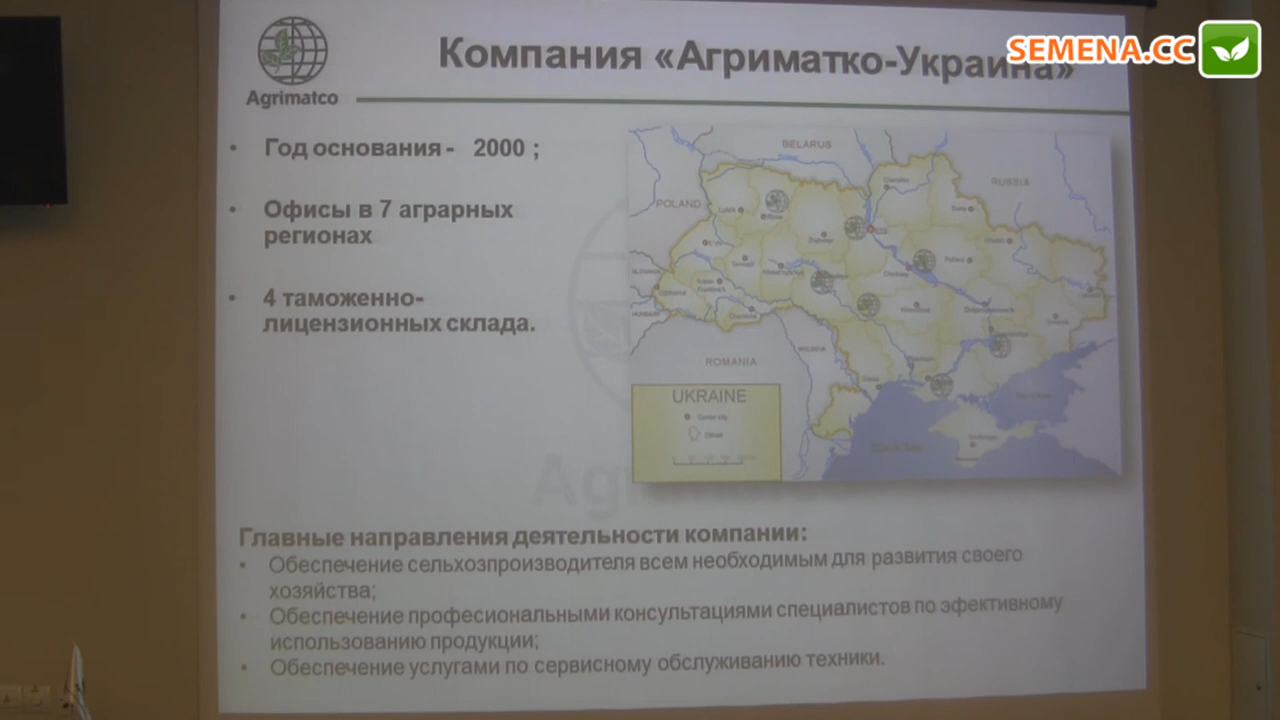 SEMENA.CC
Agrimatco
Компания «Агриматко-Украина»
• Год основания - 2000 ;
• Офисы в 7 аграрных
регионах
• 4 таможенно-
лицензионных склада.
BELARUS
RUSSIA
POLAND
ROMANIA
UKRAINE
Главные направления деятельности компании:
• Обеспечение сельхозпроизводителя всем необходимым для развития своего
хозяйства;
• Обеспечение професиональными консультациями специалистов по эфективному
использованию продукции;
• Обеспечение услугами по сервисному обслуживанию техники.